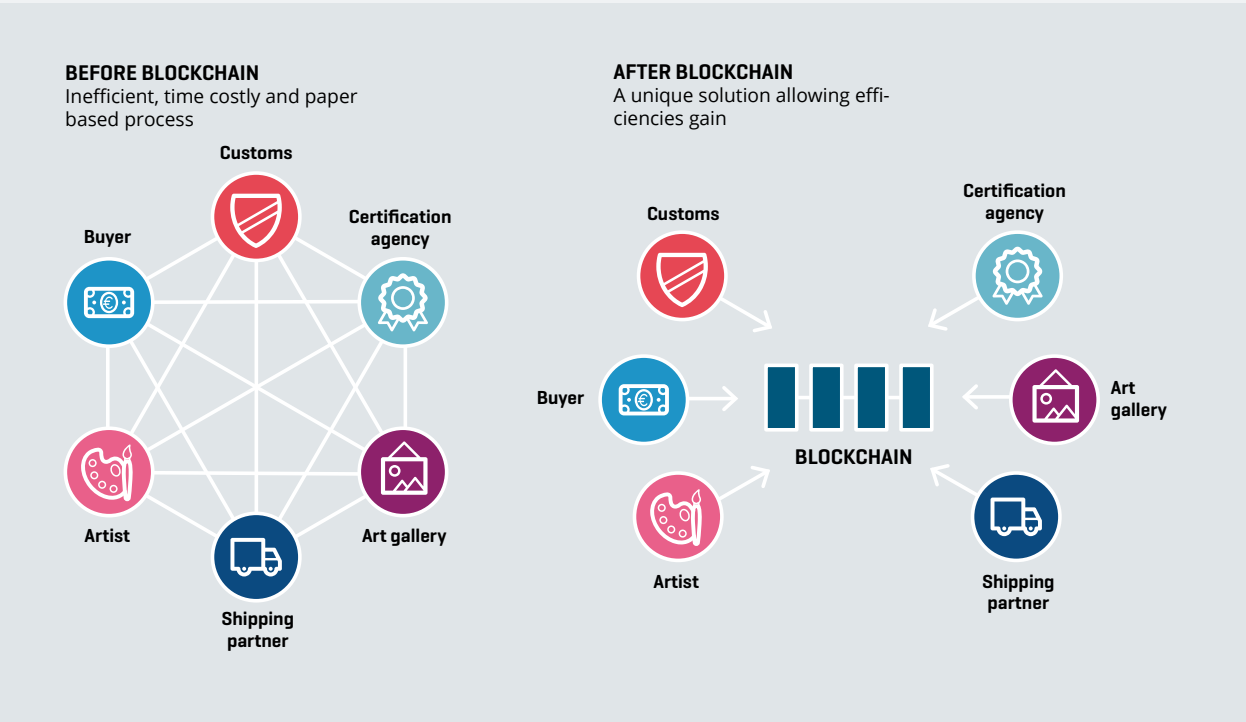 BEFORE BLOCKCHAIN
Inefficient, time costly and paper
based process
Customs
Certification
agency
Buyer
€
Artist
Art gallery
Shipping
partner
AFTER BLOCKCHAIN
A unique solution allowing effi-
ciencies gain
Certification
agency
Customs
Buyer
€
Art
gallery
BLOCKCHAIN
Artist
Shipping
partner